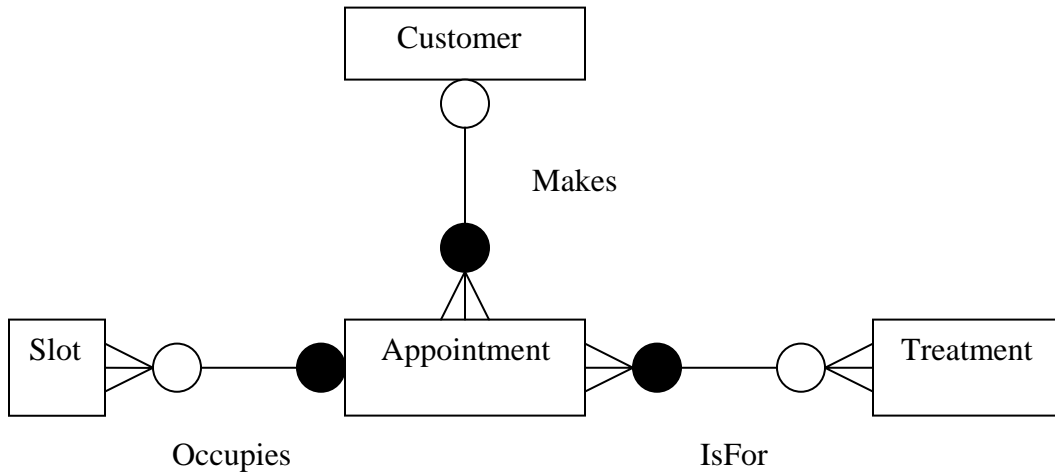 Customer
Makes
Slot
Appointment
Treatment
Occupies
IsFor